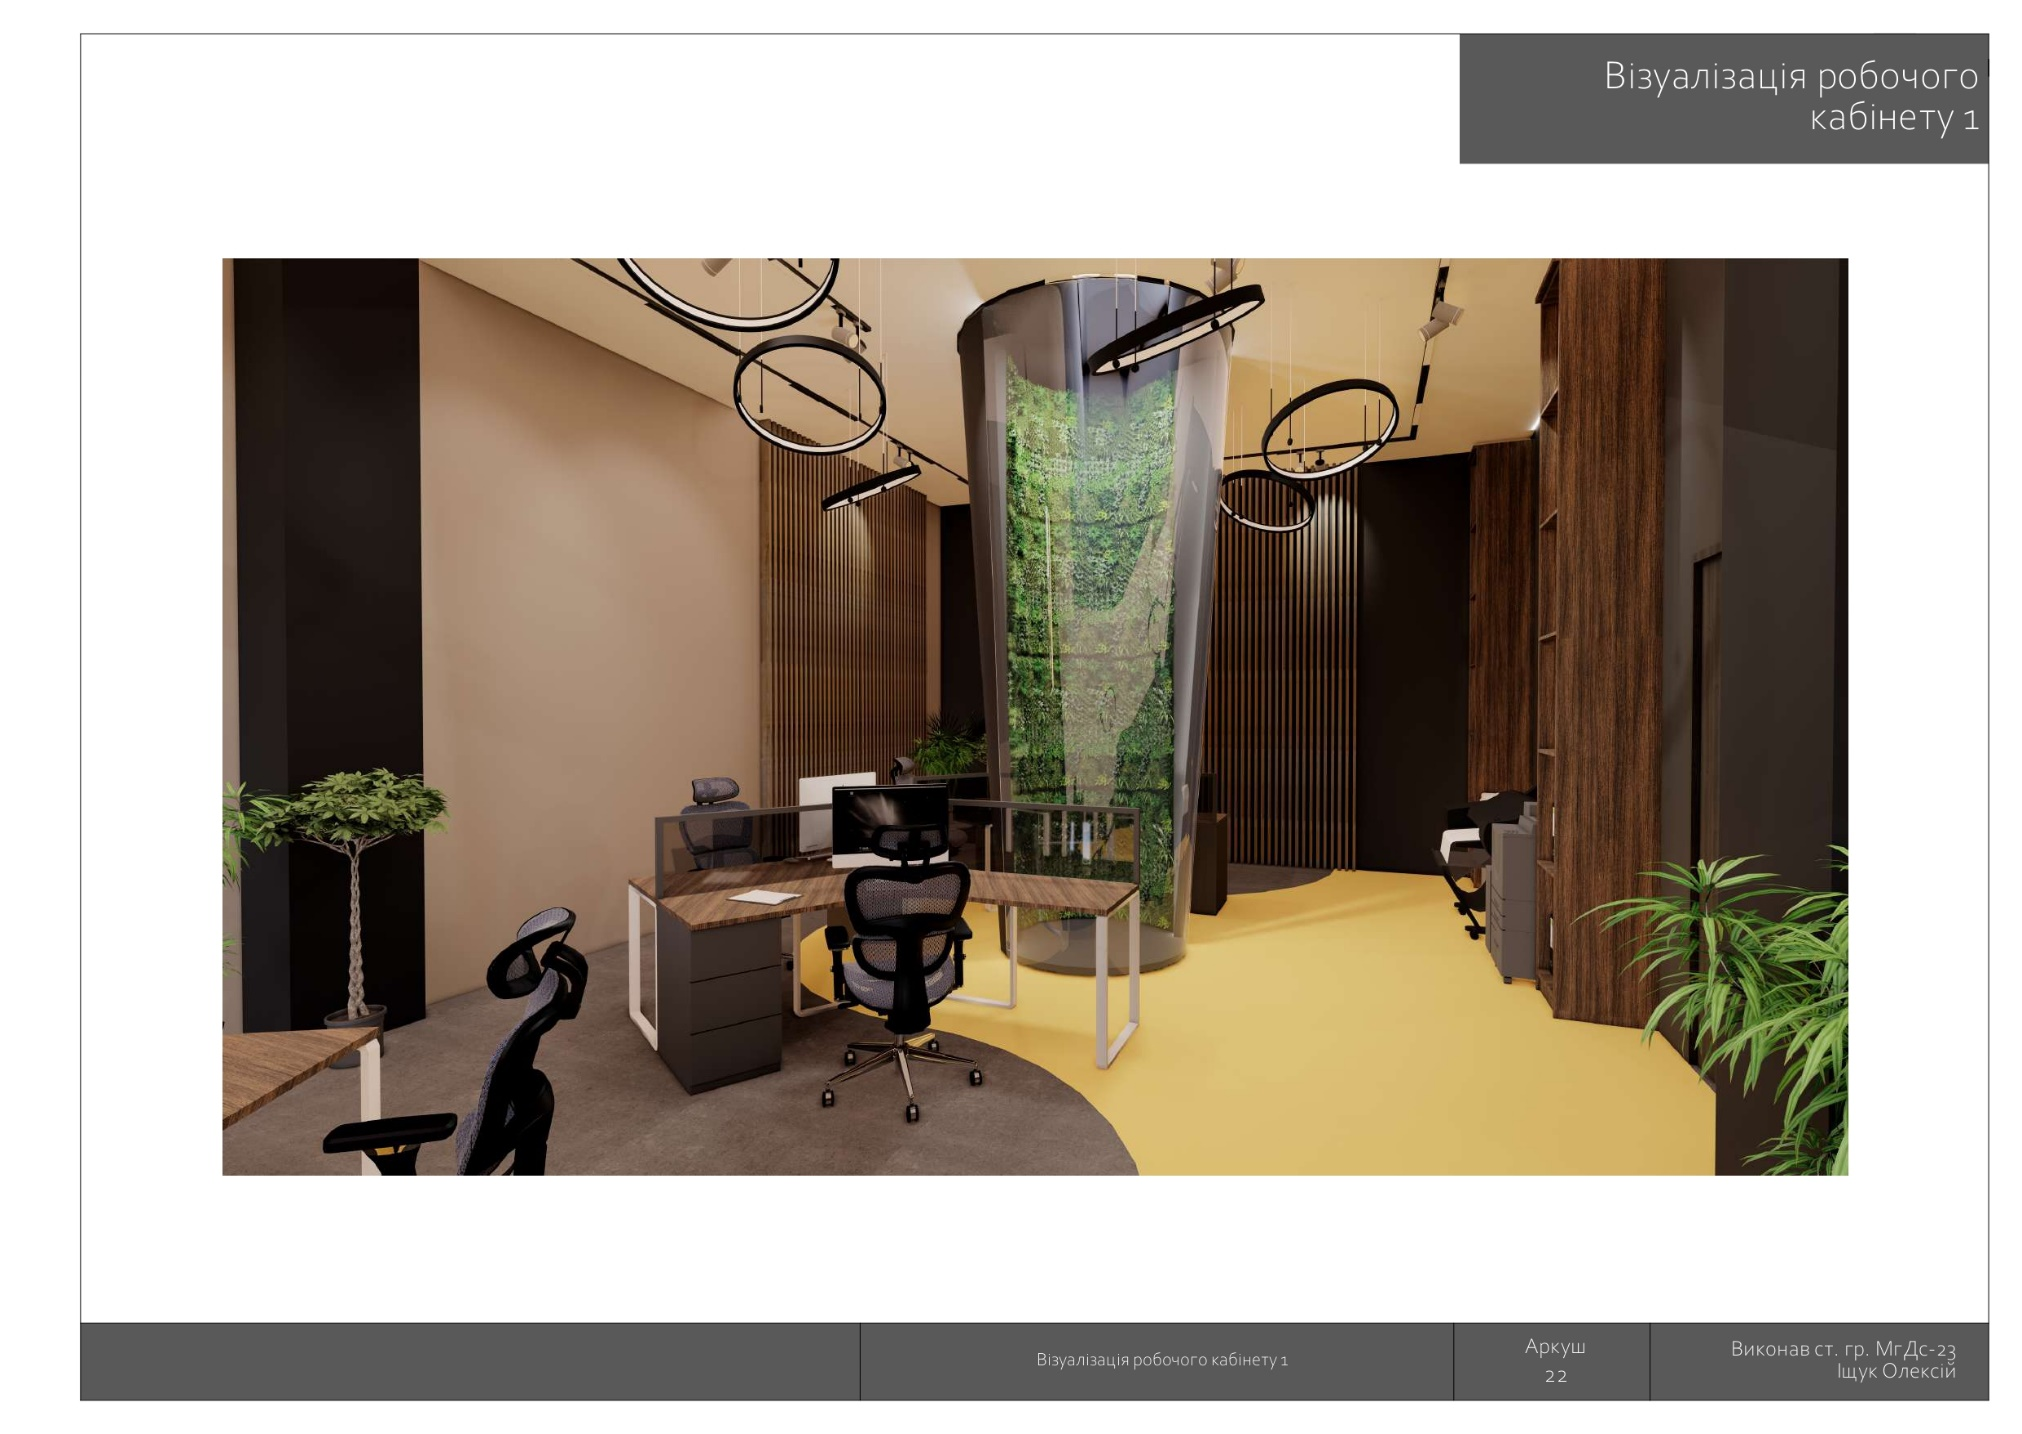 Візуалізація робочого
кабінету 1
Візуалізація робочого кабінету 1
Аркуш
22
Виконав ст. гр. МгДс-23
Іщук Олексій